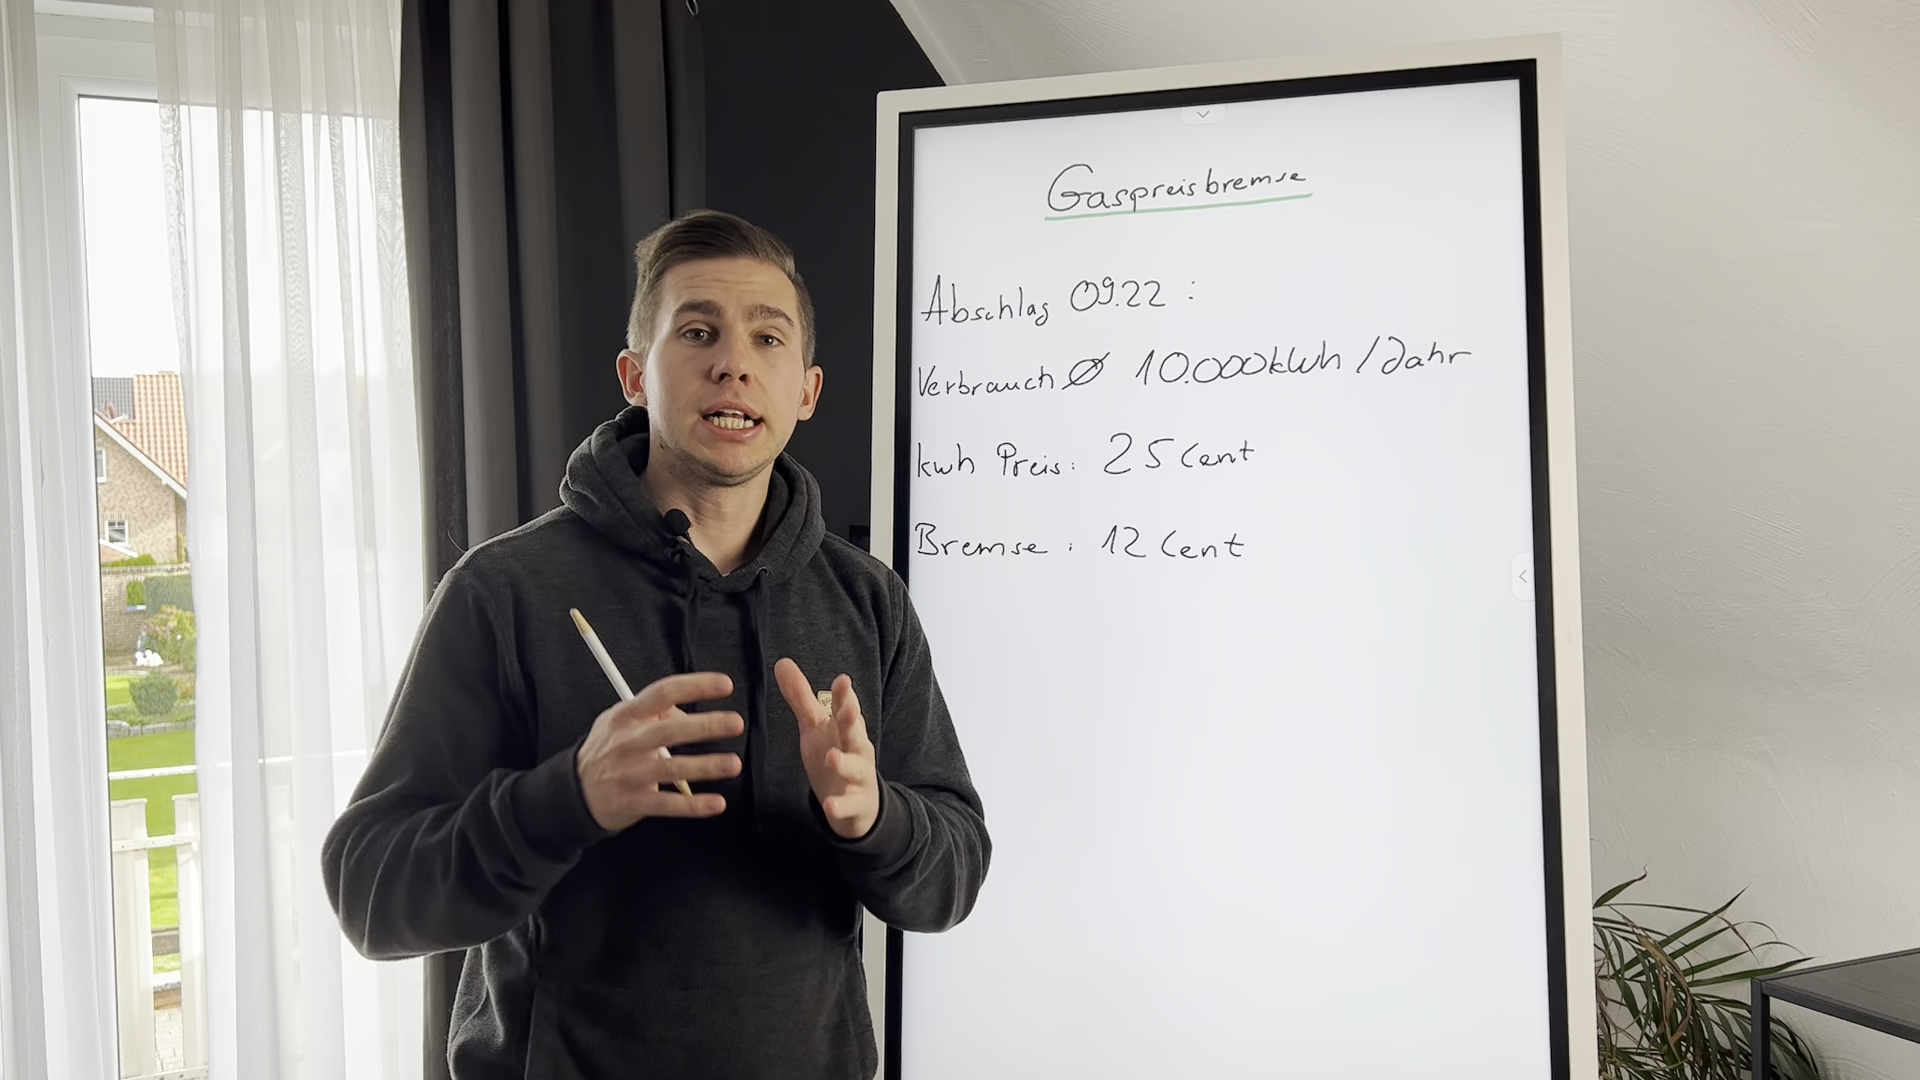 Gaspreisbremse
Abschlag 09.22 :
Verbrauch Ø 10.000kWh / Jahr
kwh Preis: 25 Cent
Bremse : 12 Cent